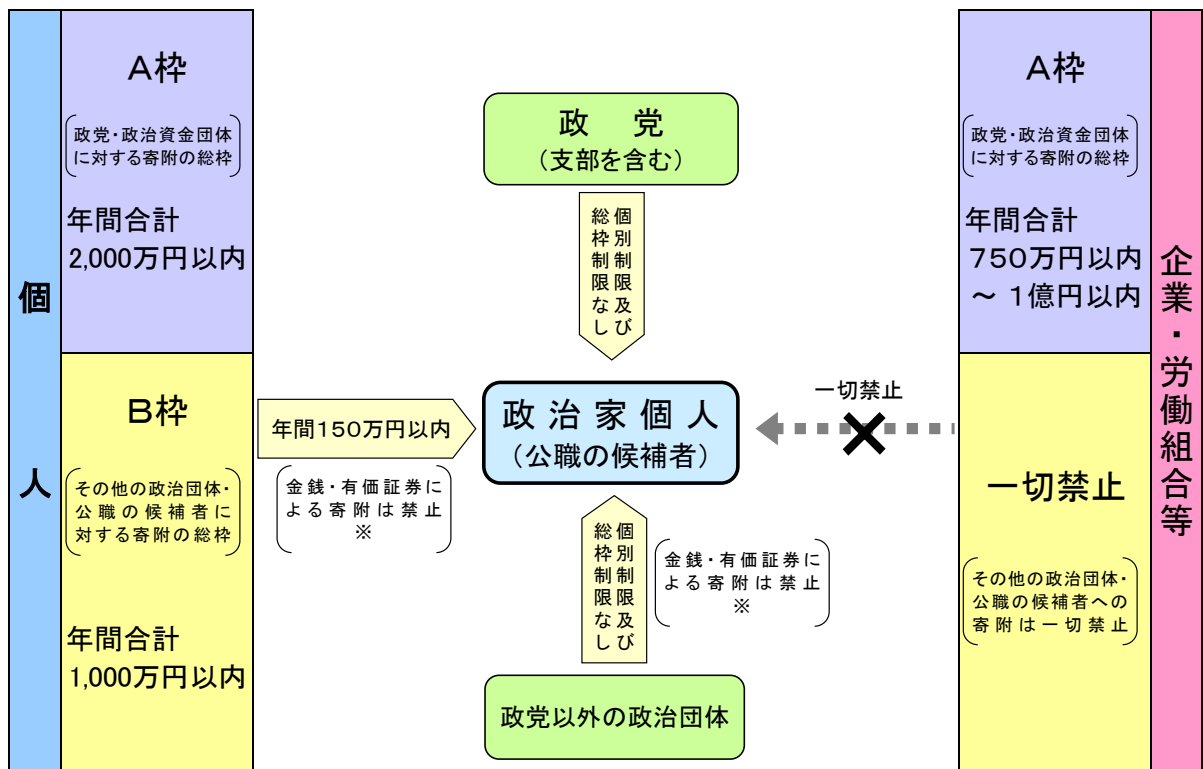 個人
A枠
政党・政治資金団体
に対する寄附の総枠
年間合計
2,000万円以内
B枠
その他の政治団体・
公職の候補者に
対する寄附の総枠
年間合計
1,000万円以内
年間150万円以内
金銭・有価証券に
よる寄附は禁止
※
政党
（支部を含む）
個別制限及び
総枠制限なし
政治家個人
（公職の候補者）
個別制限及び
総枠制限なし
金銭・有価証券に
よる寄附は禁止
※
政党以外の政治団体
一切禁止
A枠
政党・政治資金団体
に対する寄附の総枠
年間合計
750万円以内
～1億円以内
一切禁止
その他の政治団体・
公職の候補者への
寄附は一切禁止
企業・労働組合等